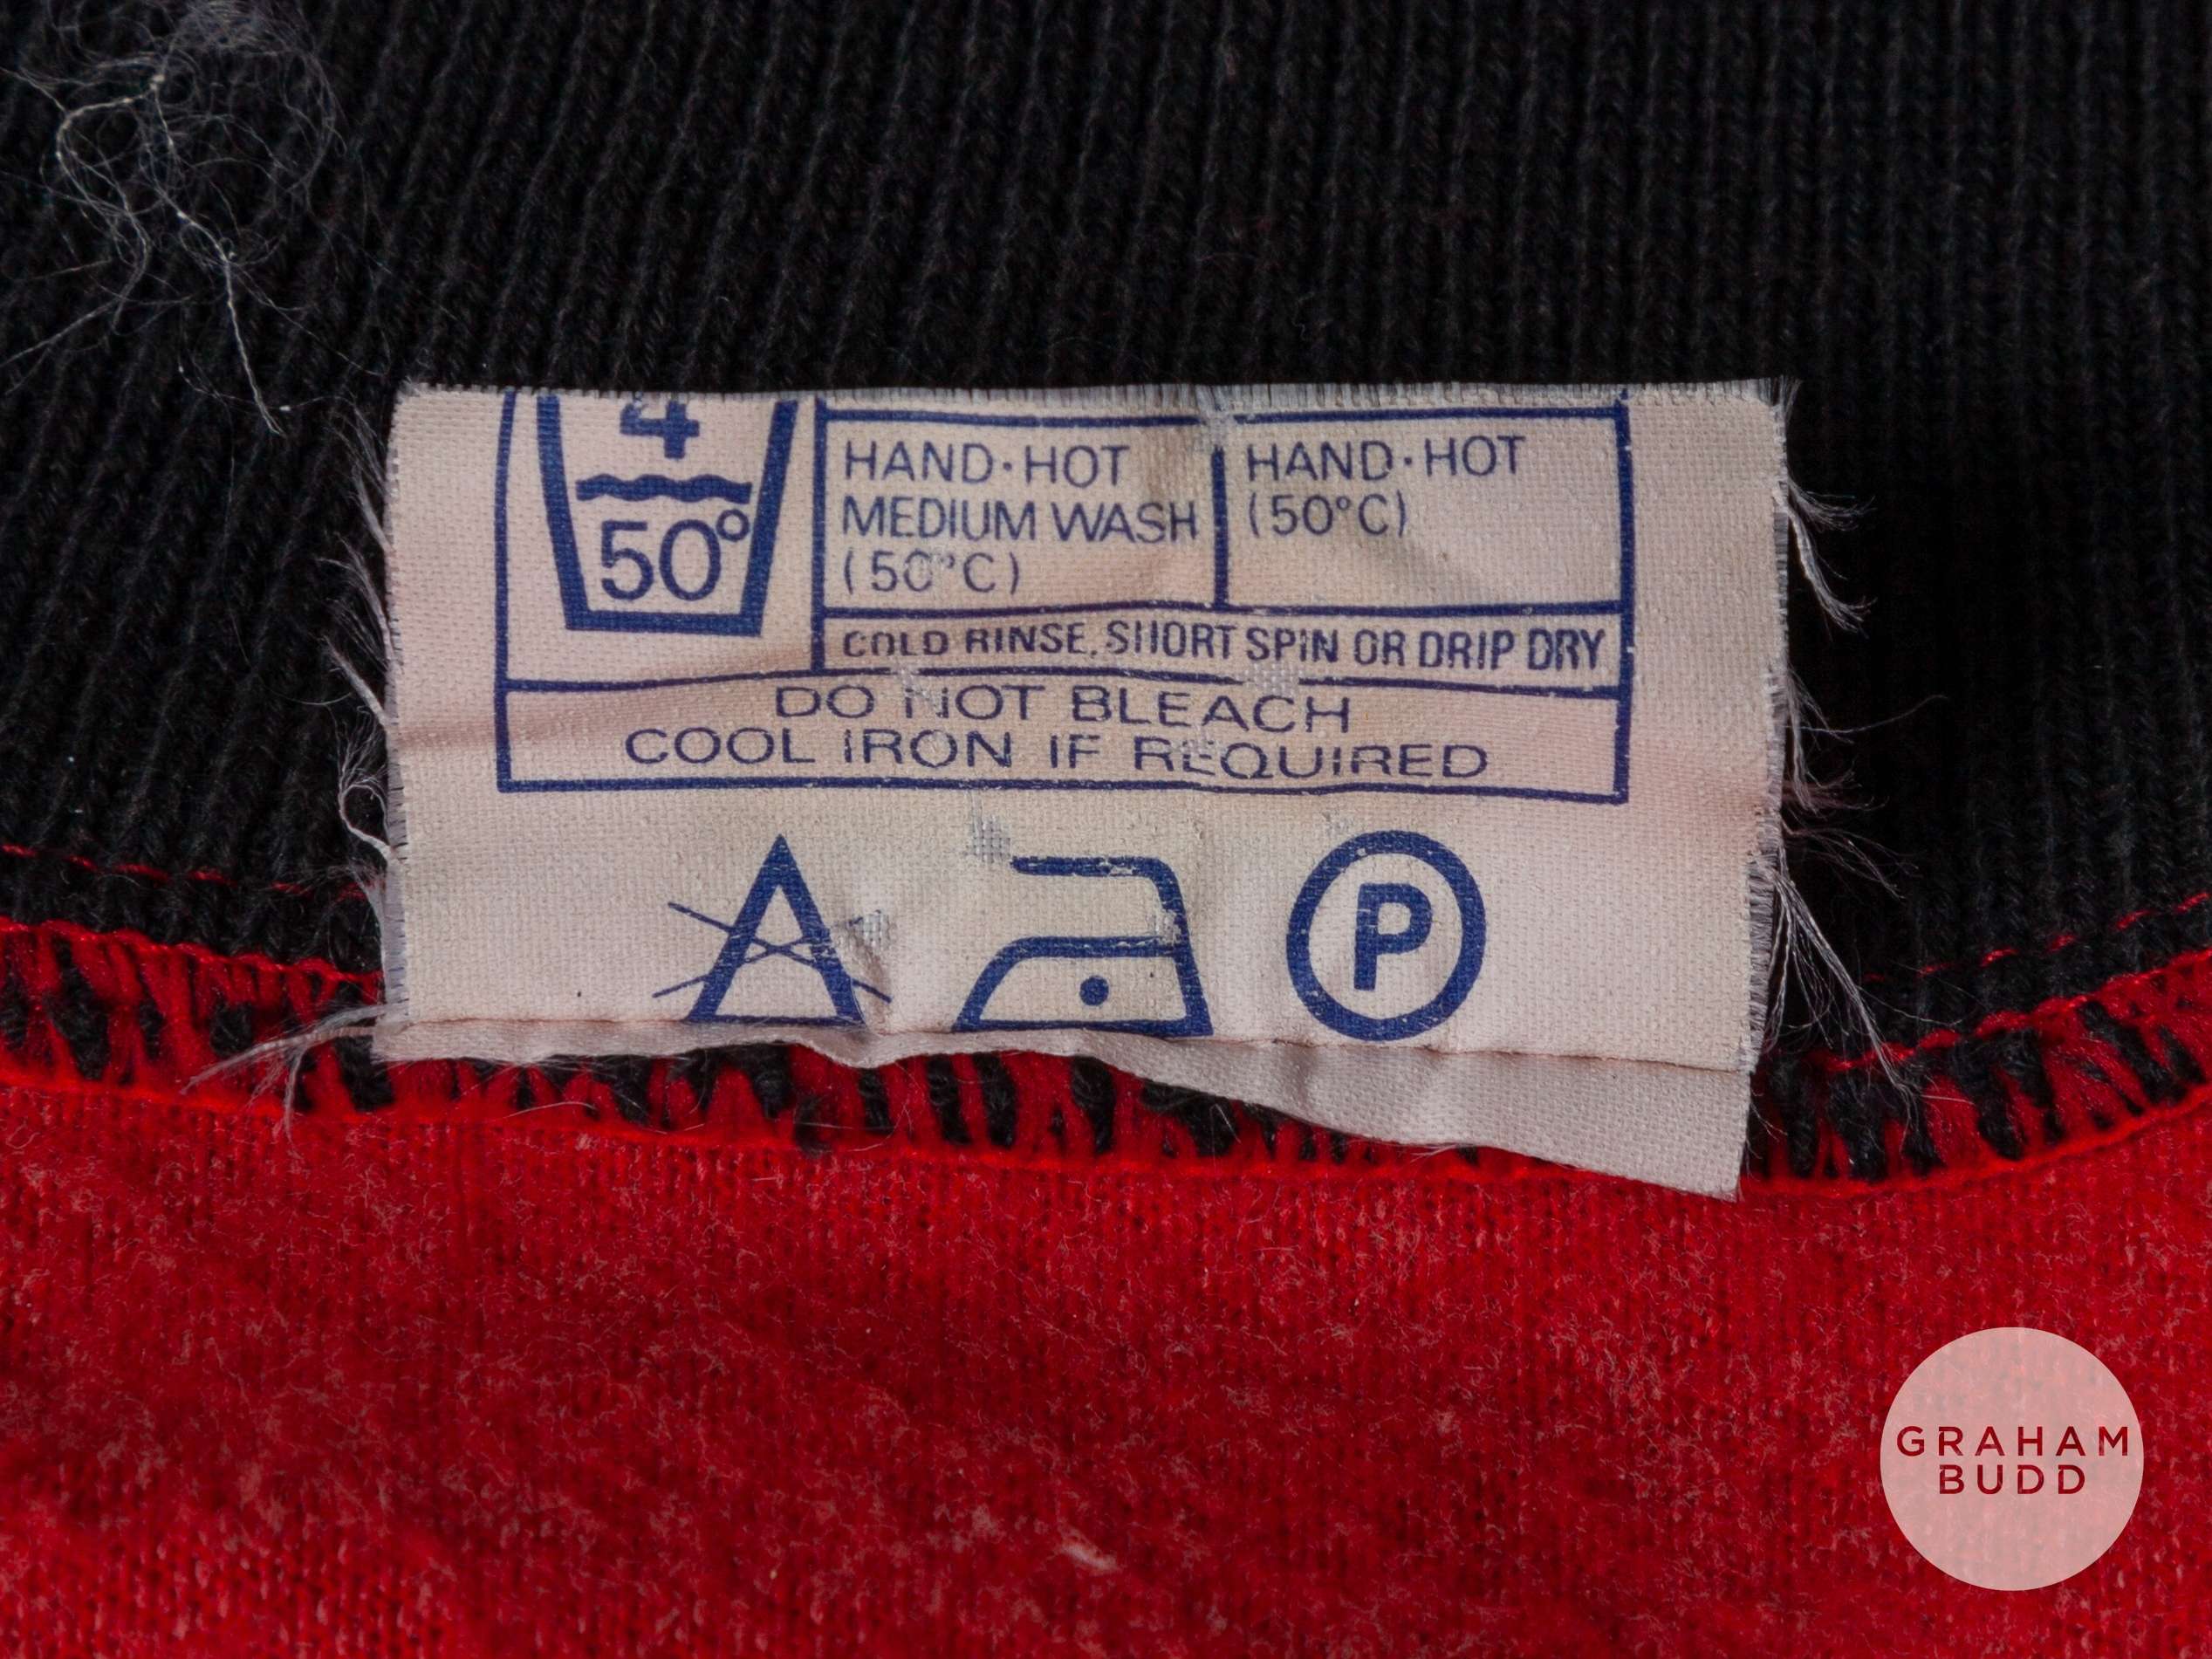 4
50°
HAND·HOT
MEDIUM WASH
(50°C)
HAND·HOT
(50°C)
COLD RINSE, SHORT SPIN OR DRIP DRY
DO NOT BLEACH
COOL IRON IF REQUIRED
P
GRAHAM
BUDD